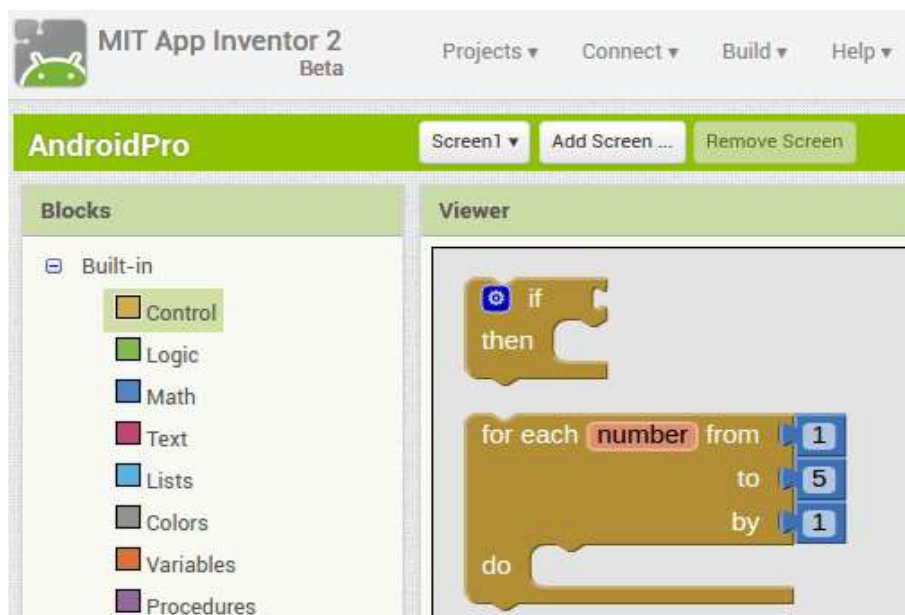 MIT App Inventor 2
Beta
Projects ▾ Connect ▾ Build ▾ Help ▾
AndroidPro
Screen1 ▾ Add Screen ... Remove Screen
Blocks
Viewer
Built-in
Control
Logic
Math
Text
Lists
Colors
Variables
Procedures
if
then
for each number from 1
to 5
by 1
do